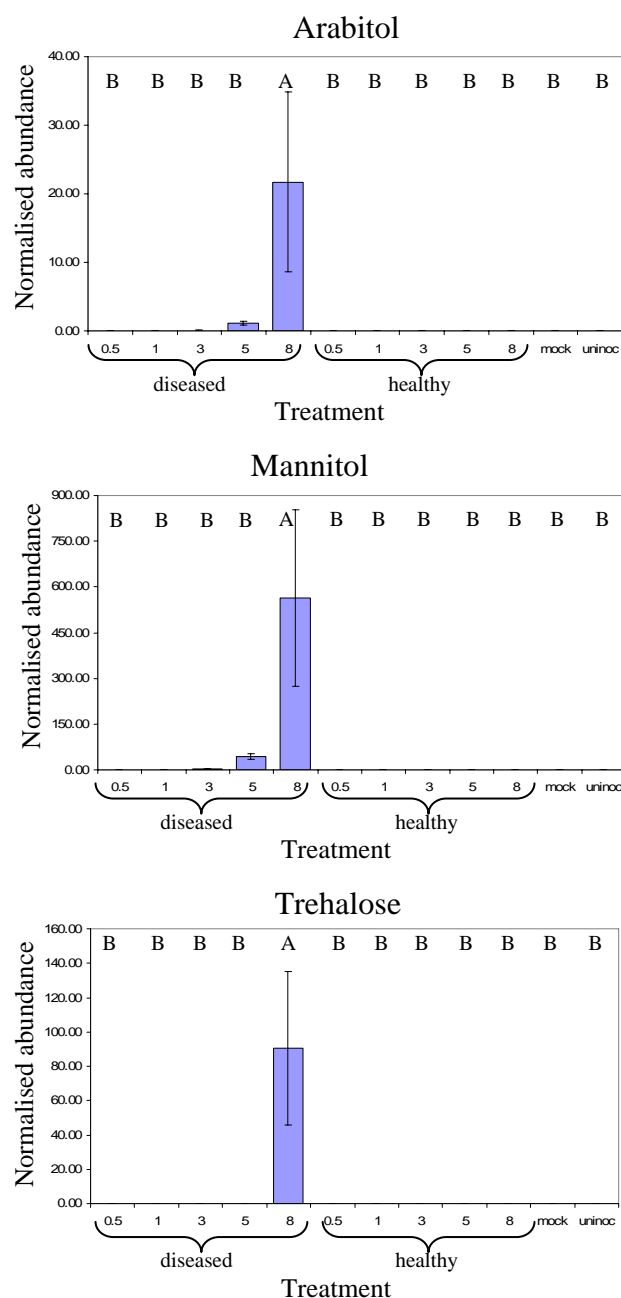 Arabitol
40.00
B B B B A B B B B B B B
30.00
20.00
10.00
0.00
Normalised abundance
0.5 1 3 5 8 0.5 1 3 5 8 mock uninoc
diseased healthy
Treatment
Mannitol
900.00
B B B B A B B B B B B B
750.00
600.00
450.00
300.00
150.00
0.00
Normalised abundance
0.5 1 3 5 8 0.5 1 3 5 8 mock uninoc
diseased healthy
Treatment
Trehalose
160.00
B B B B A B B B B B B B
140.00
120.00
100.00
80.00
60.00
40.00
20.00
0.00
Normalised abundance
0.5 1 3 5 8 0.5 1 3 5 8 mock uninoc
diseased healthy
Treatment